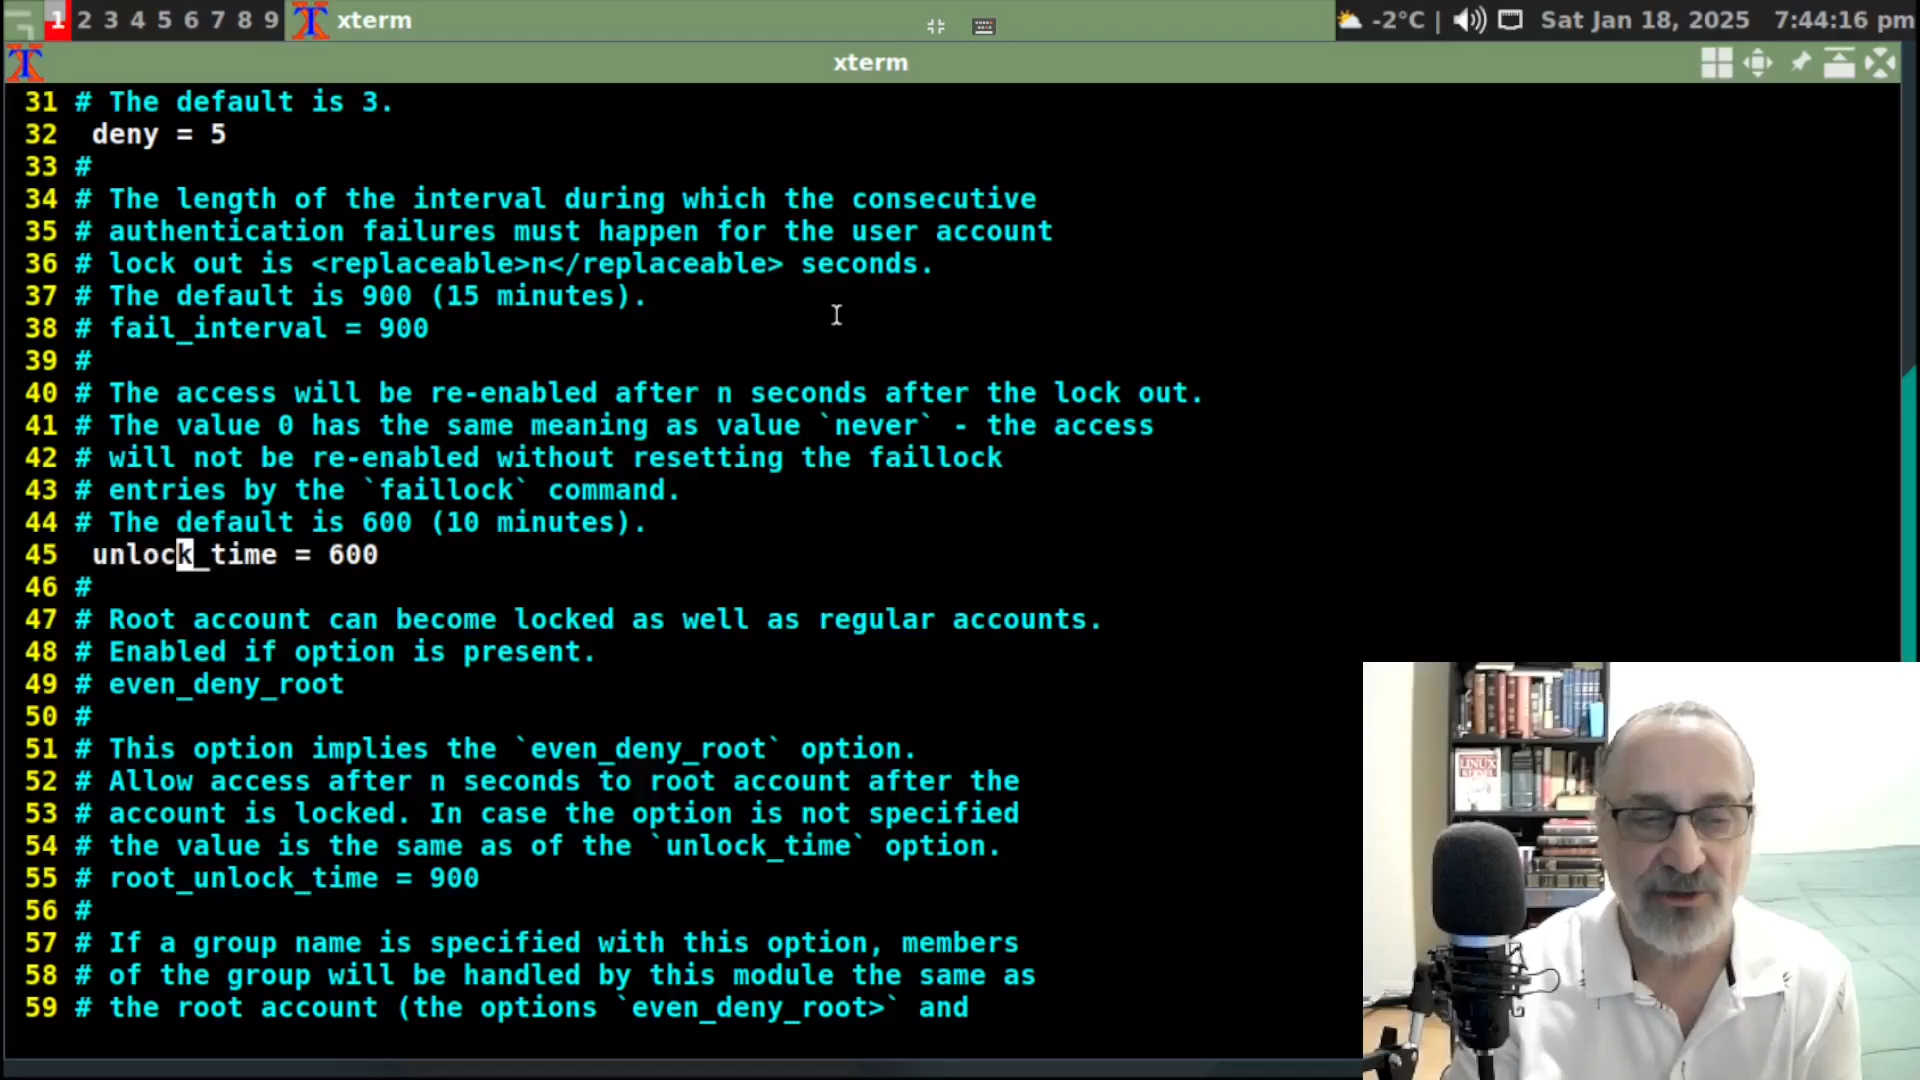 1 2 3 4 5 6 7 8 9 xterm -2°C | Sat Jan 18, 2025 7:44:16 pm
xterm
31 # The default is 3.
32  deny = 5
33 #
34 # The length of the interval during which the consecutive
35 # authentication failures must happen for the user account
36 # lock out is <replaceable>n</replaceable> seconds.
37 # The default is 900 (15 minutes).
38 # fail_interval = 900
39 #
40 # The access will be re-enabled after n seconds after the lock out.
41 # The value 0 has the same meaning as value `never` - the access
42 # will not be re-enabled without resetting the faillock
43 # entries by the `faillock` command.
44 # The default is 600 (10 minutes).
45  unlock_time = 600
46 #
47 # Root account can become locked as well as regular accounts.
48 # Enabled if option is present.
49 # even_deny_root
50 #
51 # This option implies the `even_deny_root` option.
52 # Allow access after n seconds to root account after the
53 # account is locked. In case the option is not specified
54 # the value is the same as of the `unlock_time` option.
55 # root_unlock_time = 900
56 #
57 # If a group name is specified with this option, members
58 # of the group will be handled by this module the same as
59 # the root account (the options `even_deny_root>` and
LINUX